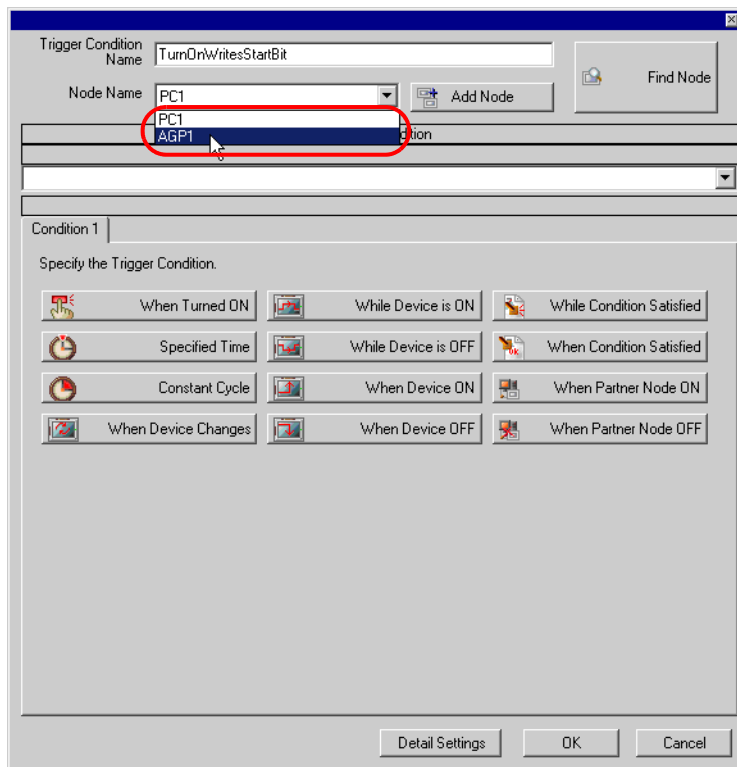 Trigger Condition
Name
TurnOnWritesStartBit
Find Node
Node Name
PC1
Add Node
PC1
AGP1
dition
Condition 1
Specify the Trigger Condition.
When Turned ON
While Device is ON
While Condition Satisfied
Specified Time
While Device is OFF
When Condition Satisfied
Constant Cycle
When Device ON
When Partner Node ON
When Device Changes
When Device OFF
When Partner Node OFF
Detail Settings
OK
Cancel